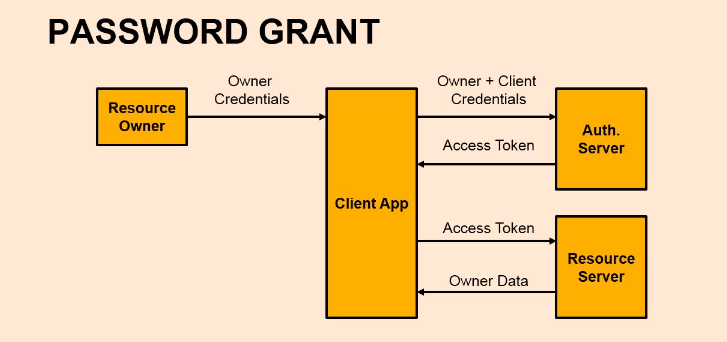 PASSWORD GRANT
Owner
Credentials
Owner + Client
Credentials
Resource
Owner
Auth.
Server
Access Token
Client App
Access Token
Resource
Server
Owner Data